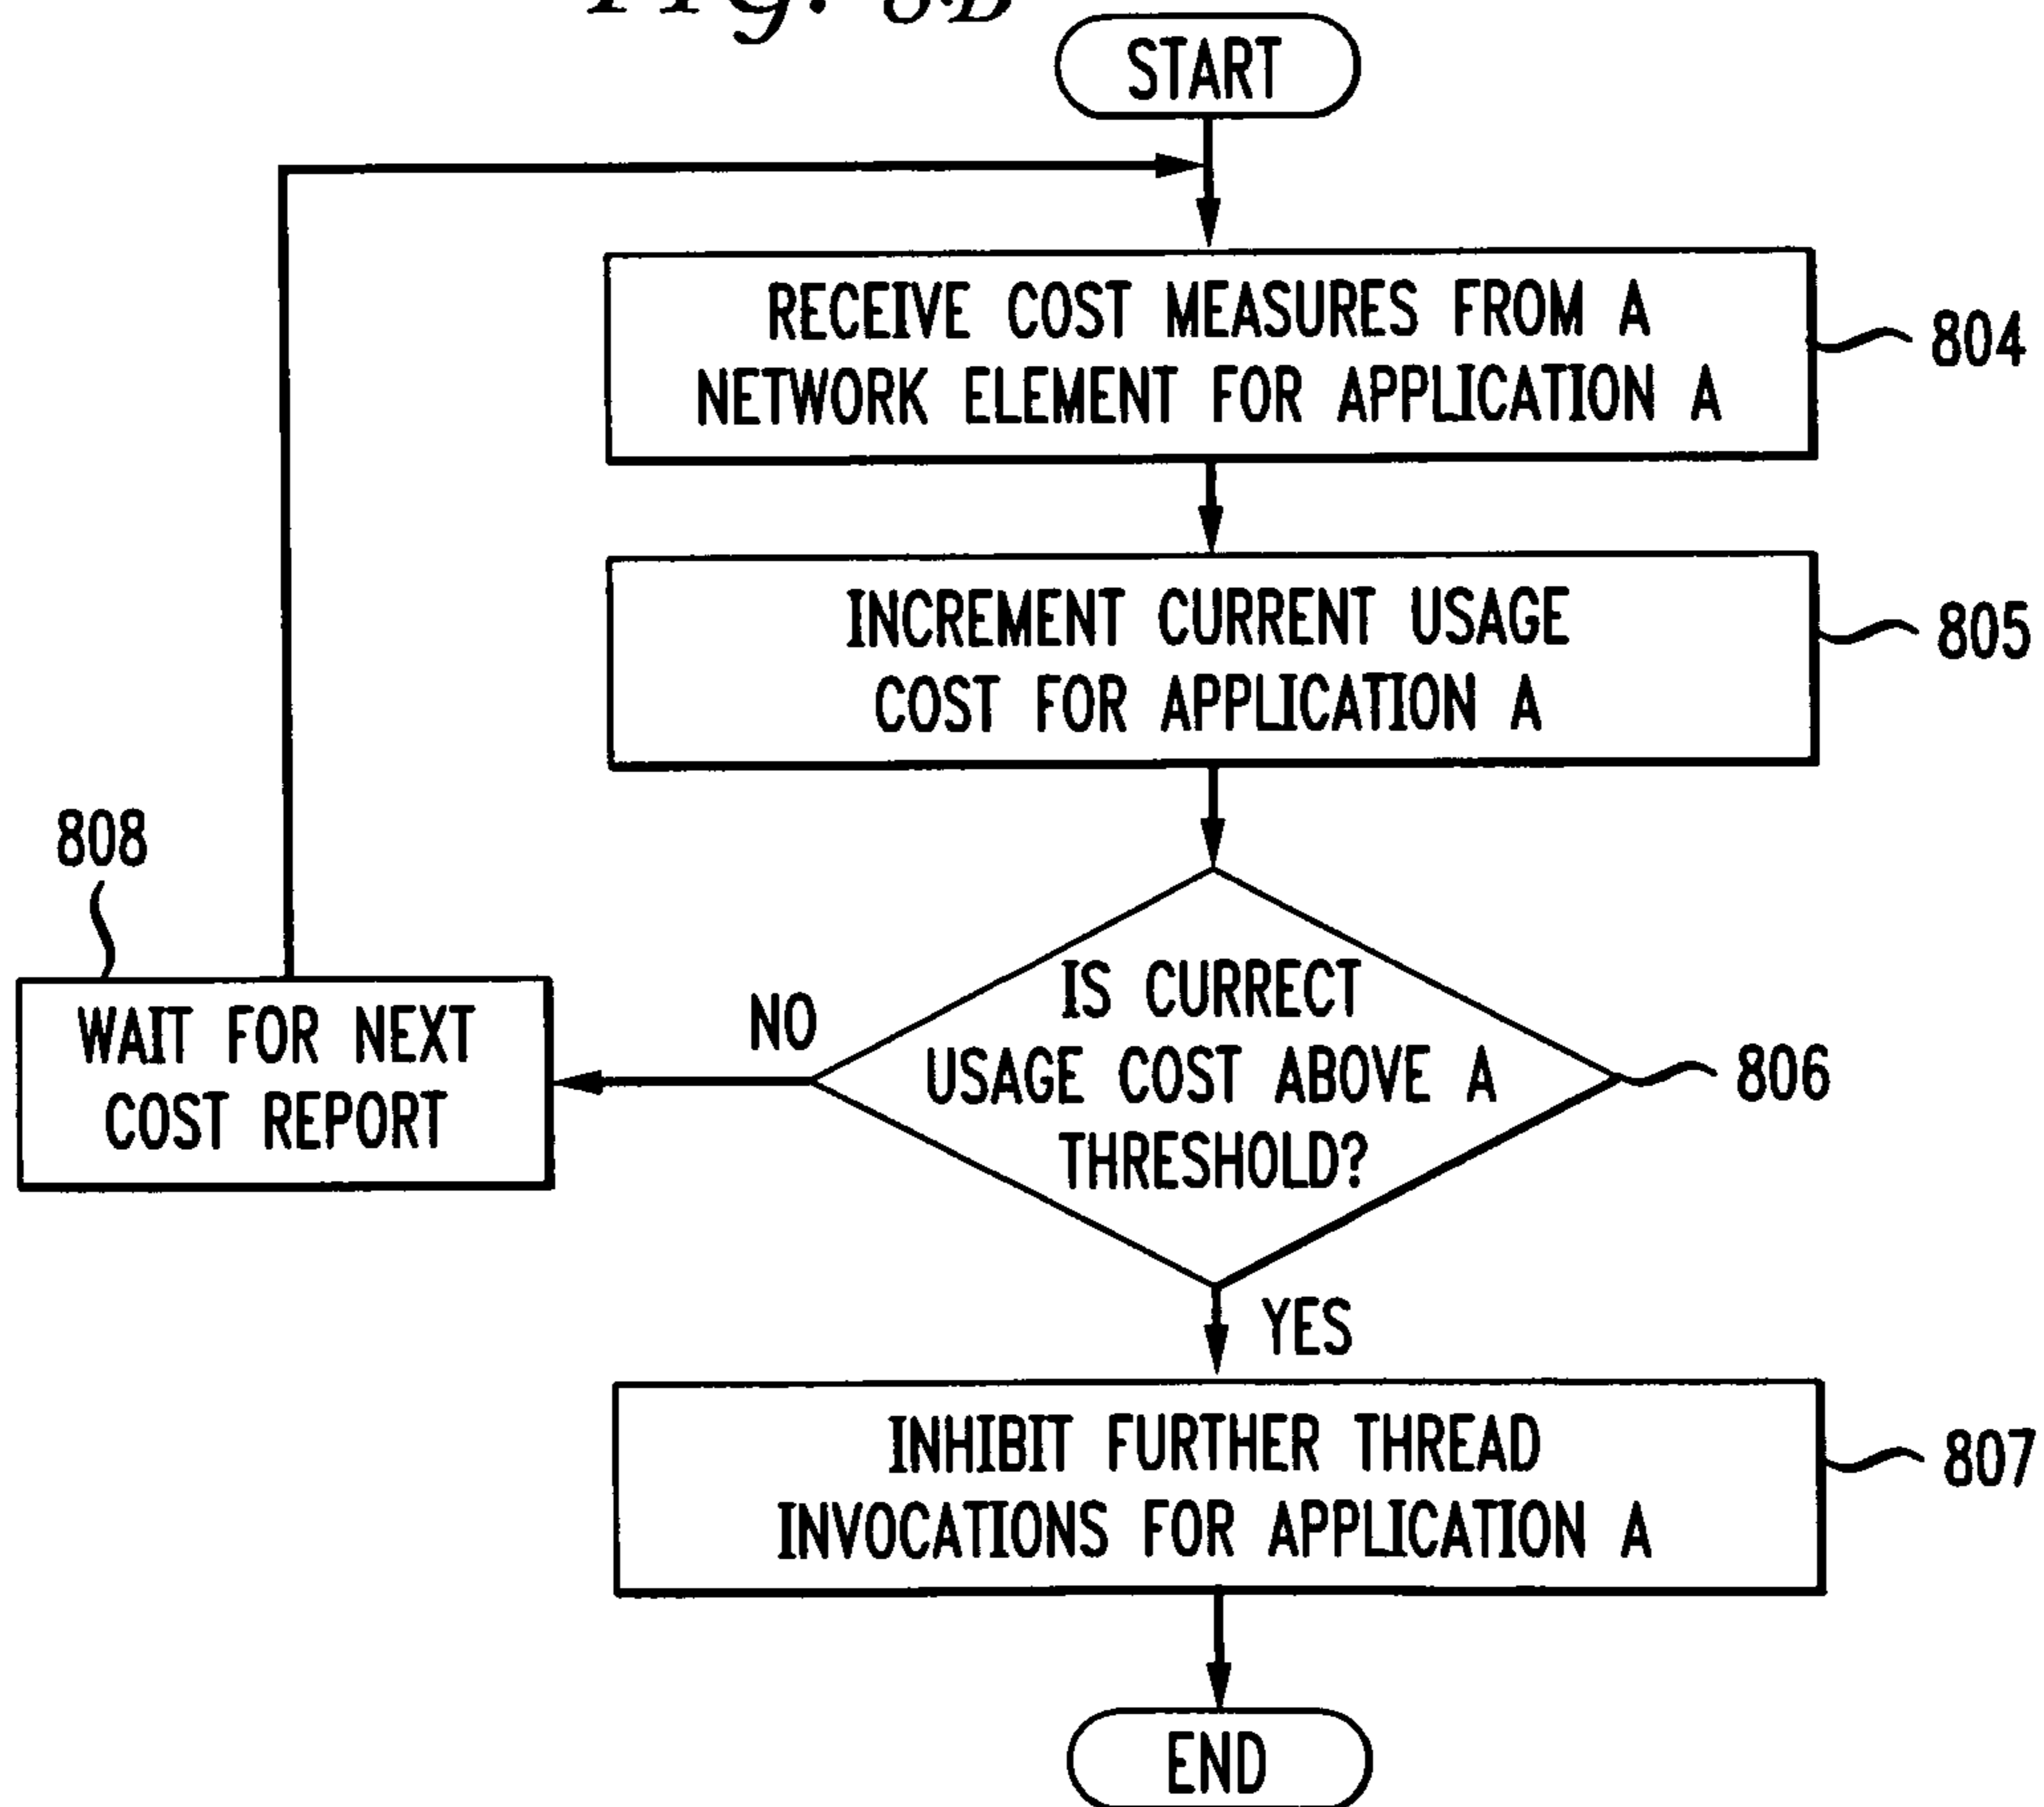 FIG.
START
RECEIVE COST MEASURES FROM A
NETWORK ELEMENT FOR APPLICATION A
804
INCREMENT CURRENT USAGE
COST FOR APPLICATION A
805
808
WAIT FOR NEXT
COST REPORT
NO
IS CURRECT
USAGE COST ABOVE A
THRESHOLD?
806
YES
INHIBIT FURTHER THREAD
INVOCATIONS FOR APPLICATION A
807
END